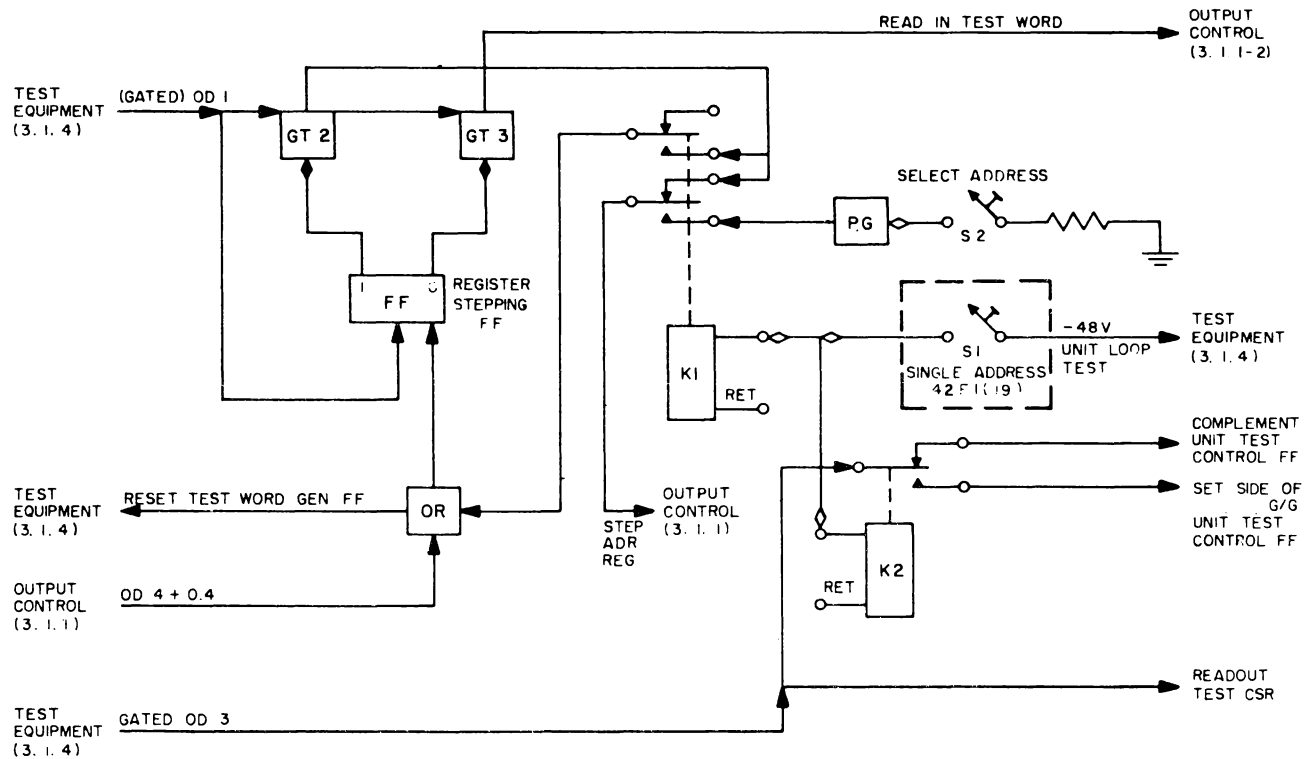 READ IN TEST WORD
OUTPUT
CONTROL
(3. 1. 1-2)
TEST
EQUIPMENT
(3. 1. 4)
(GATED) OD 1
GT 2
GT 3
SELECT ADDRESS
PG
S2
1
0
FF
REGISTER
STEPPING
FF
K1
RET
S1
SINGLE ADDRESS
-48V
UNIT LOOP
TEST
TEST
EQUIPMENT
(3. 1. 4)
COMPLEMENT
UNIT TEST
CONTROL FF
SET SIDE OF
G/G
UNIT TEST
CONTROL FF
TEST
EQUIPMENT
(3. 1. 4)
RESET TEST WORD GEN FF
OR
STEP
ADR
REG
OUTPUT
CONTROL
(3. 1. 1)
K2
RET
OUTPUT
CONTROL
(3. 1. 1)
OD 4 + 0.4
READOUT
TEST CSR
TEST
EQUIPMENT
(3. 1. 4)
GATED OD 3